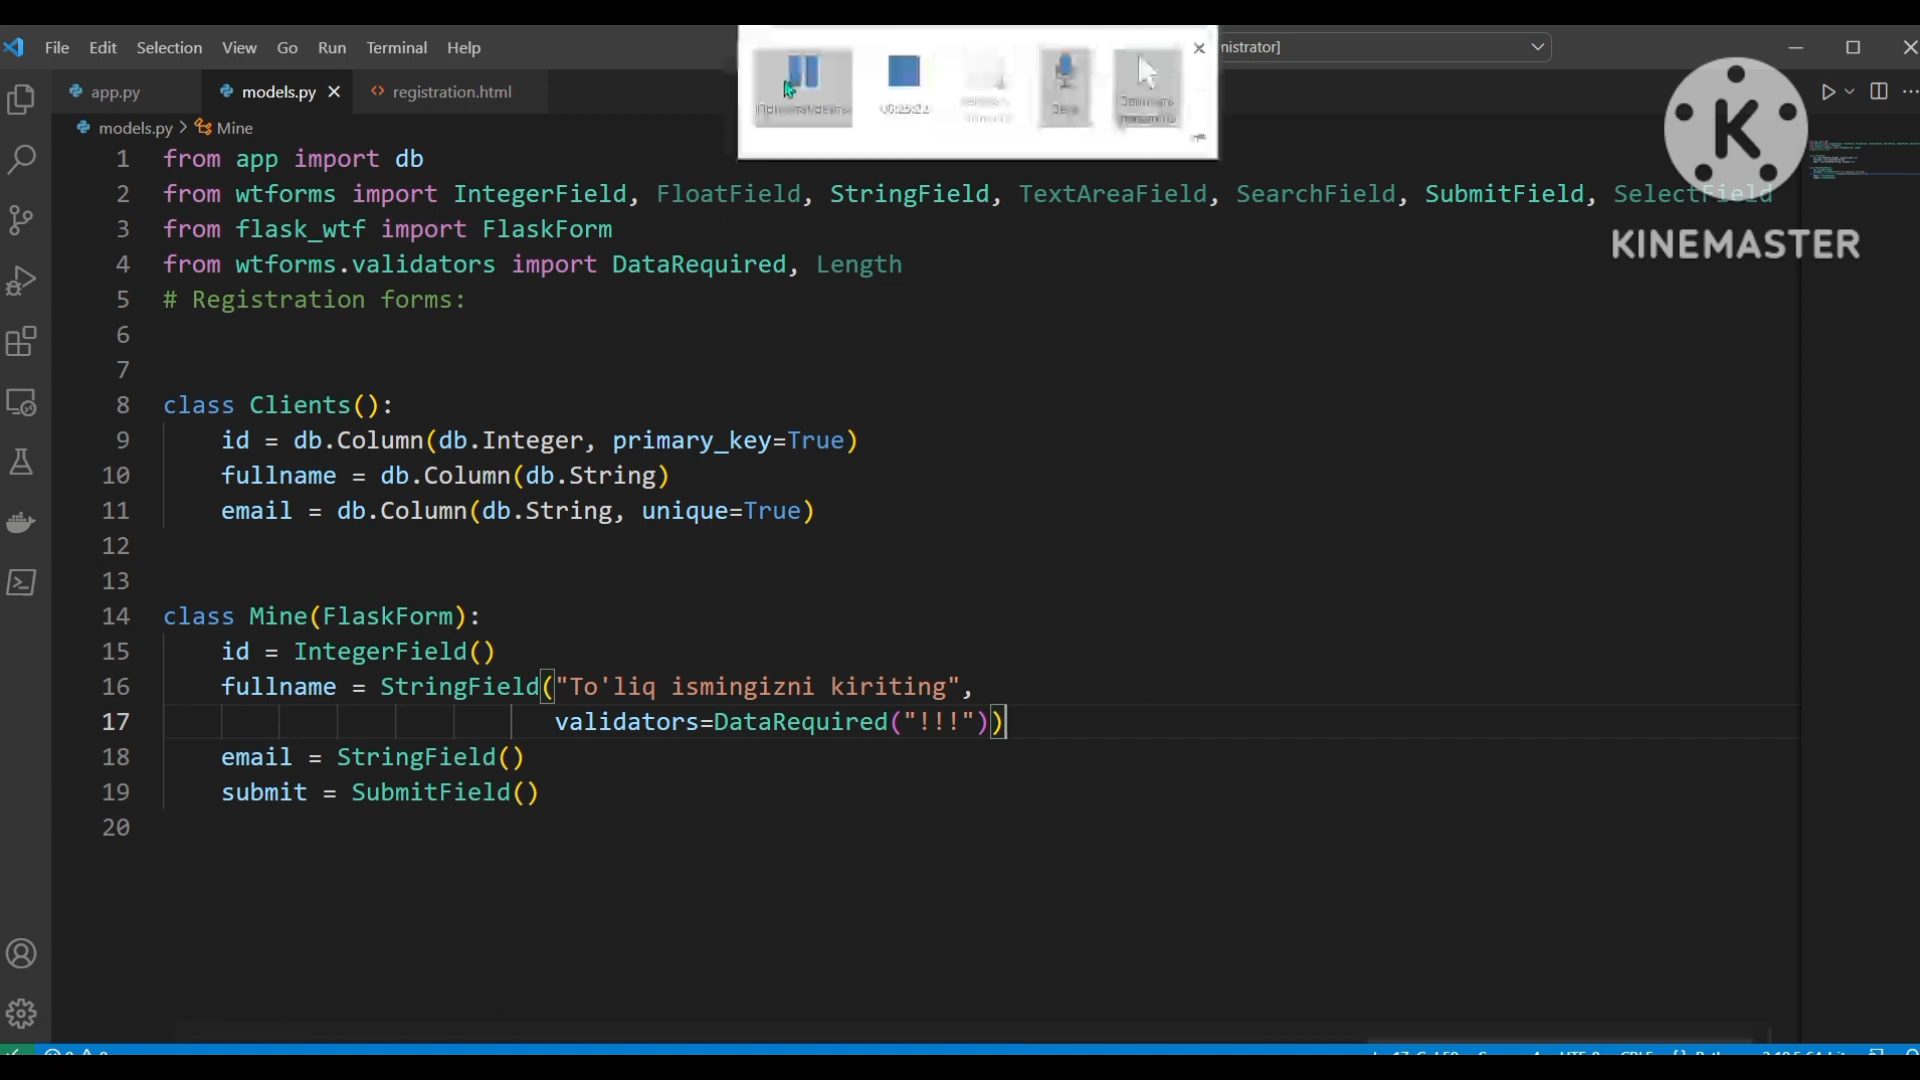 File Edit Selection View Go Run Terminal Help
nistrator]
app.py models.py registration.html
models.py > Mine
KINEMASTER
1 from app import db
2 from wtforms import IntegerField, FloatField, StringField, TextAreaField, SearchField, SubmitField, SelectField
3 from flask_wtf import FlaskForm
4 from wtforms.validators import DataRequired, Length
5 # Registration forms:
6
7
8 class Clients():
9 id = db.Column(db.Integer, primary_key=True)
10 fullname = db.Column(db.String)
11 email = db.Column(db.String, unique=True)
12
13
14 class Mine(FlaskForm):
15 id = IntegerField()
16 fullname = StringField("To'liq ismingizni kiriting",
17 validators=DataRequired("!!!"))
18 email = StringField()
19 submit = SubmitField()
20